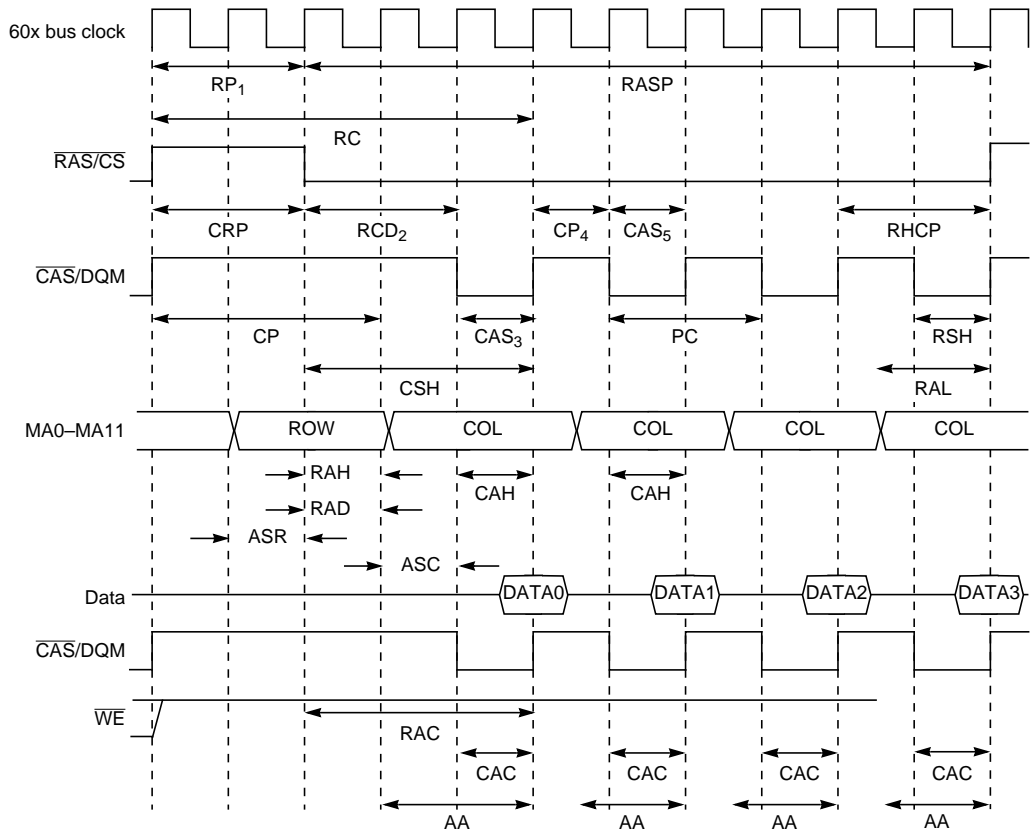 60x bus clock
RP1 RASP
RC
RAS/CS
CRP RCD2 CP4 CAS5 RHCP
CAS/DQM
CP CAS3 PC RSH
CSH RAL
MA0–MA11 ROW COL COL COL COL
RAH CAH CAH
RAD
ASR
ASC
Data DATA0 DATA1 DATA2 DATA3
CAS/DQM
WE
RAC
CAC CAC CAC CAC
AA AA AA AA